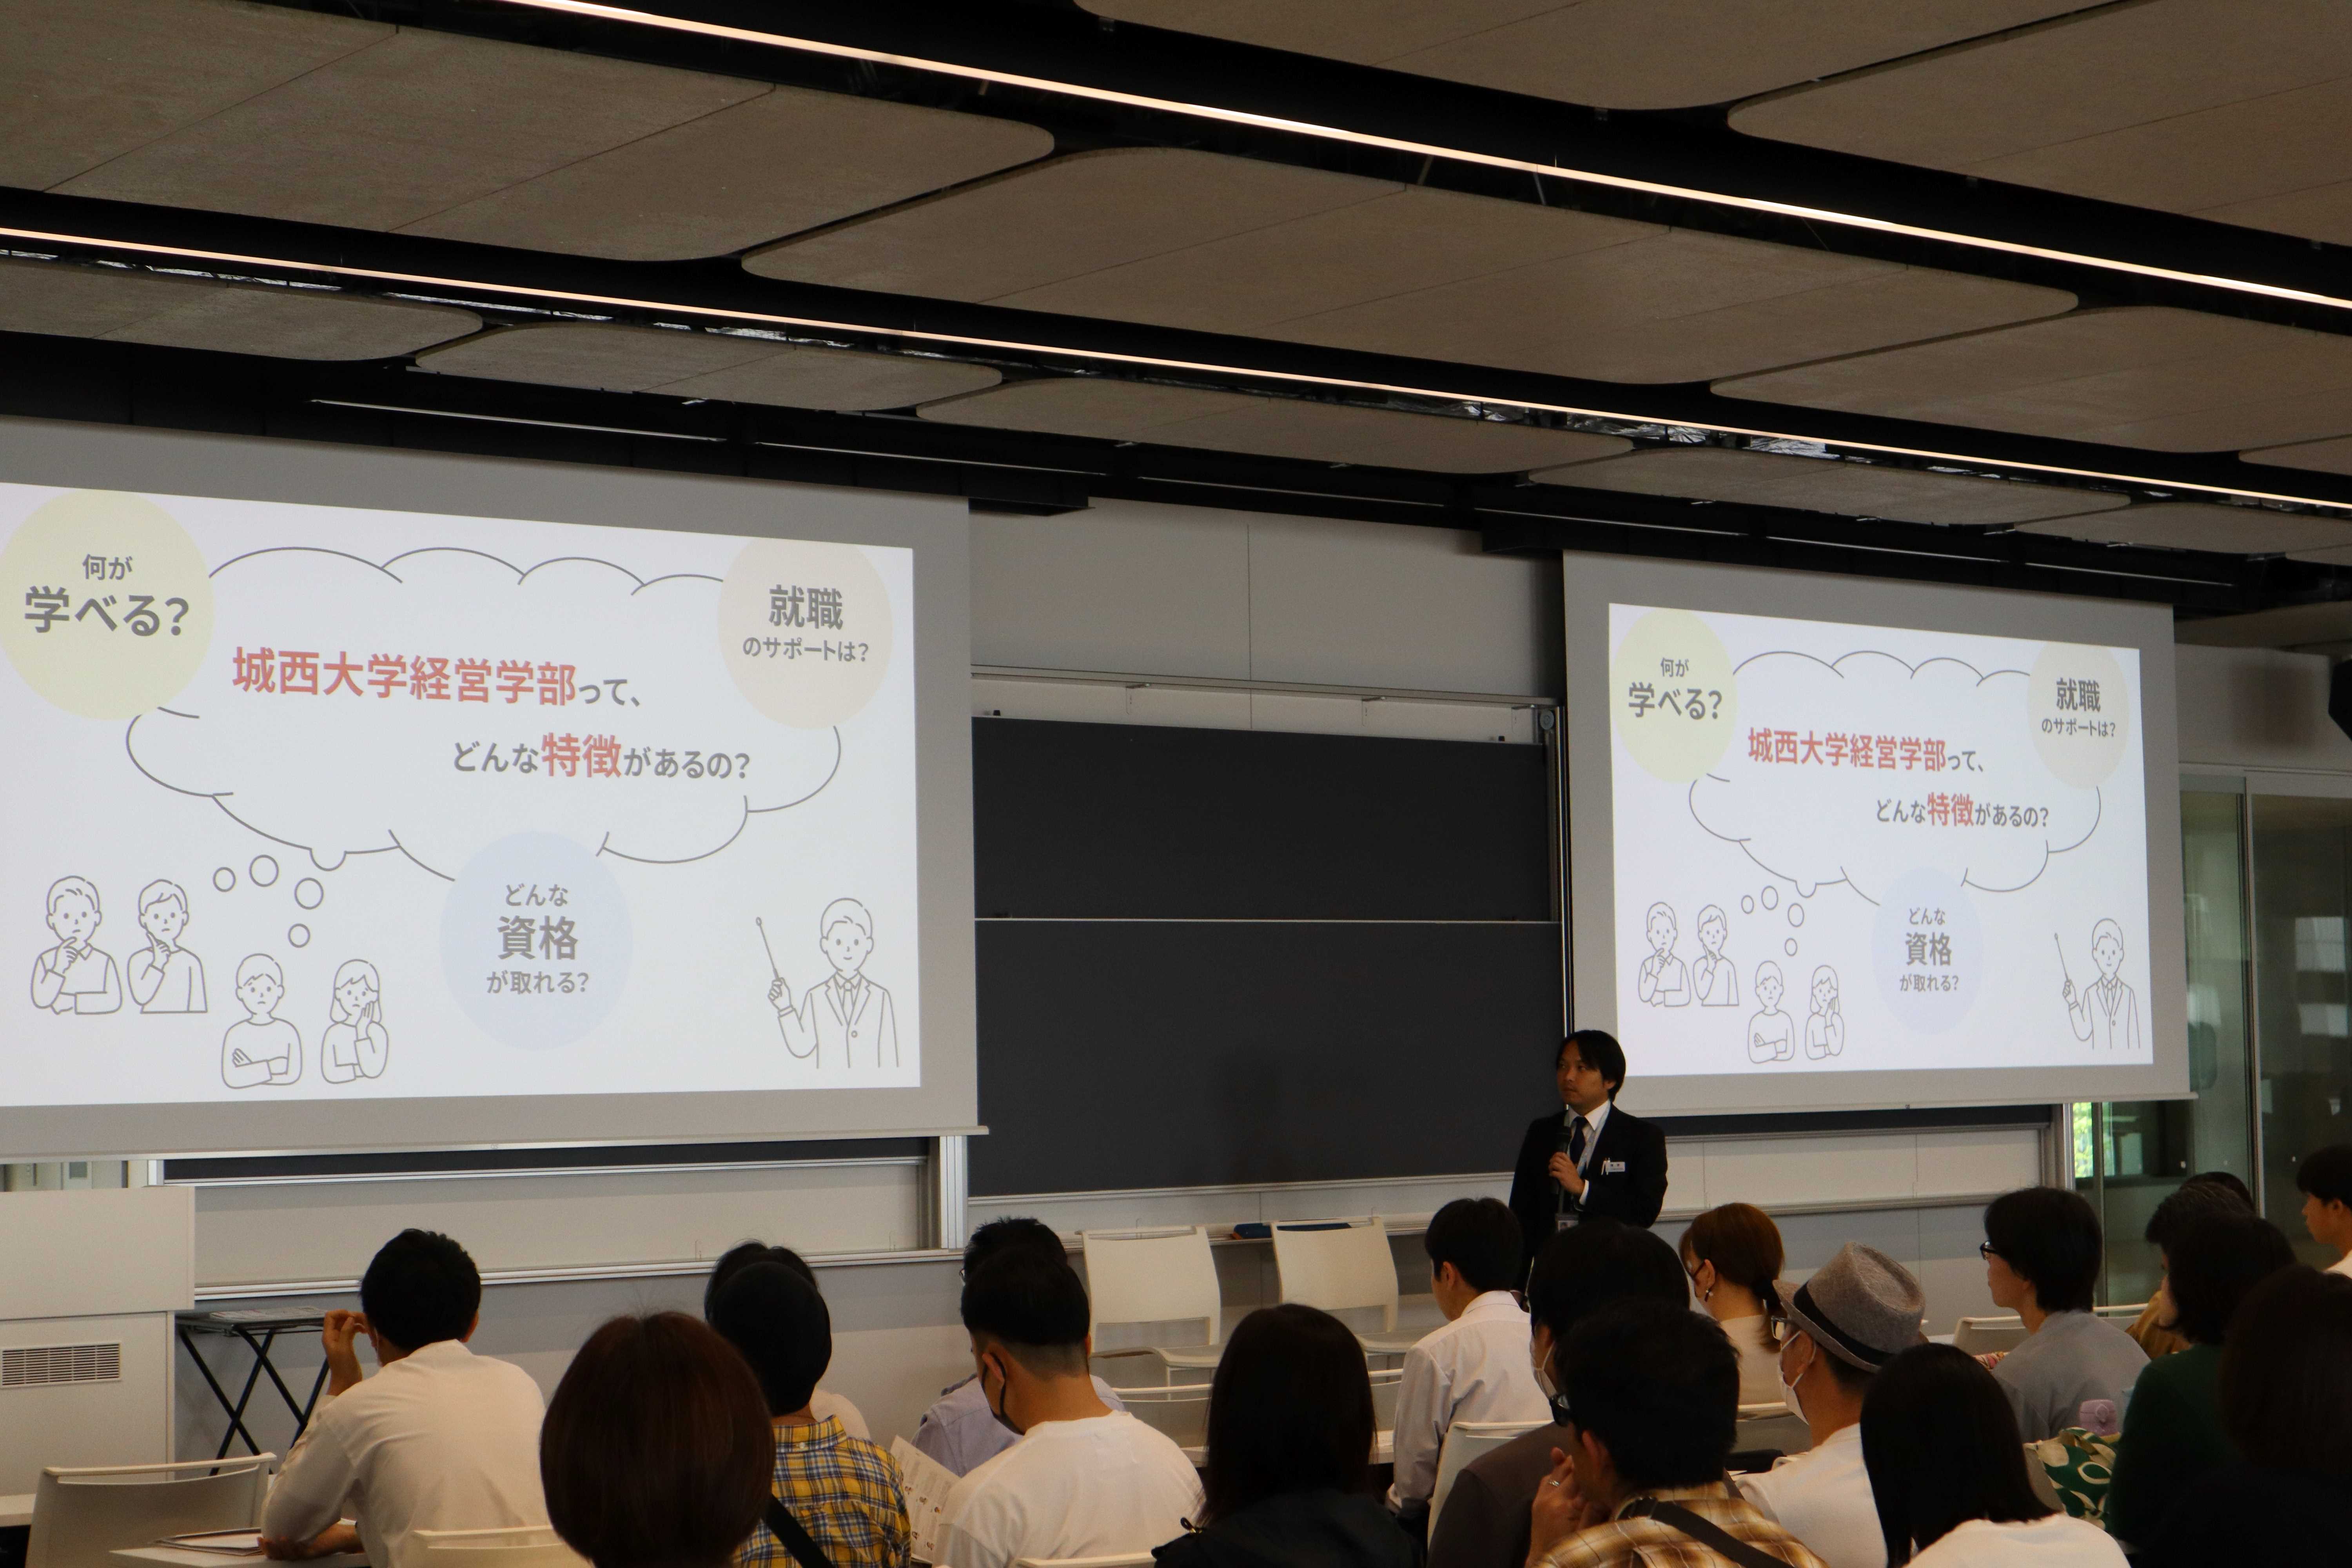 何が
学べる?
就職
のサポートは?
城西大学経営学部って、
どんな特徴があるの?
どんな
資格
が取れる?
何が
学べる?
就職
のサポートは?
城西大学経営学部って、
どんな特徴があるの?
どんな
資格
が取れる?